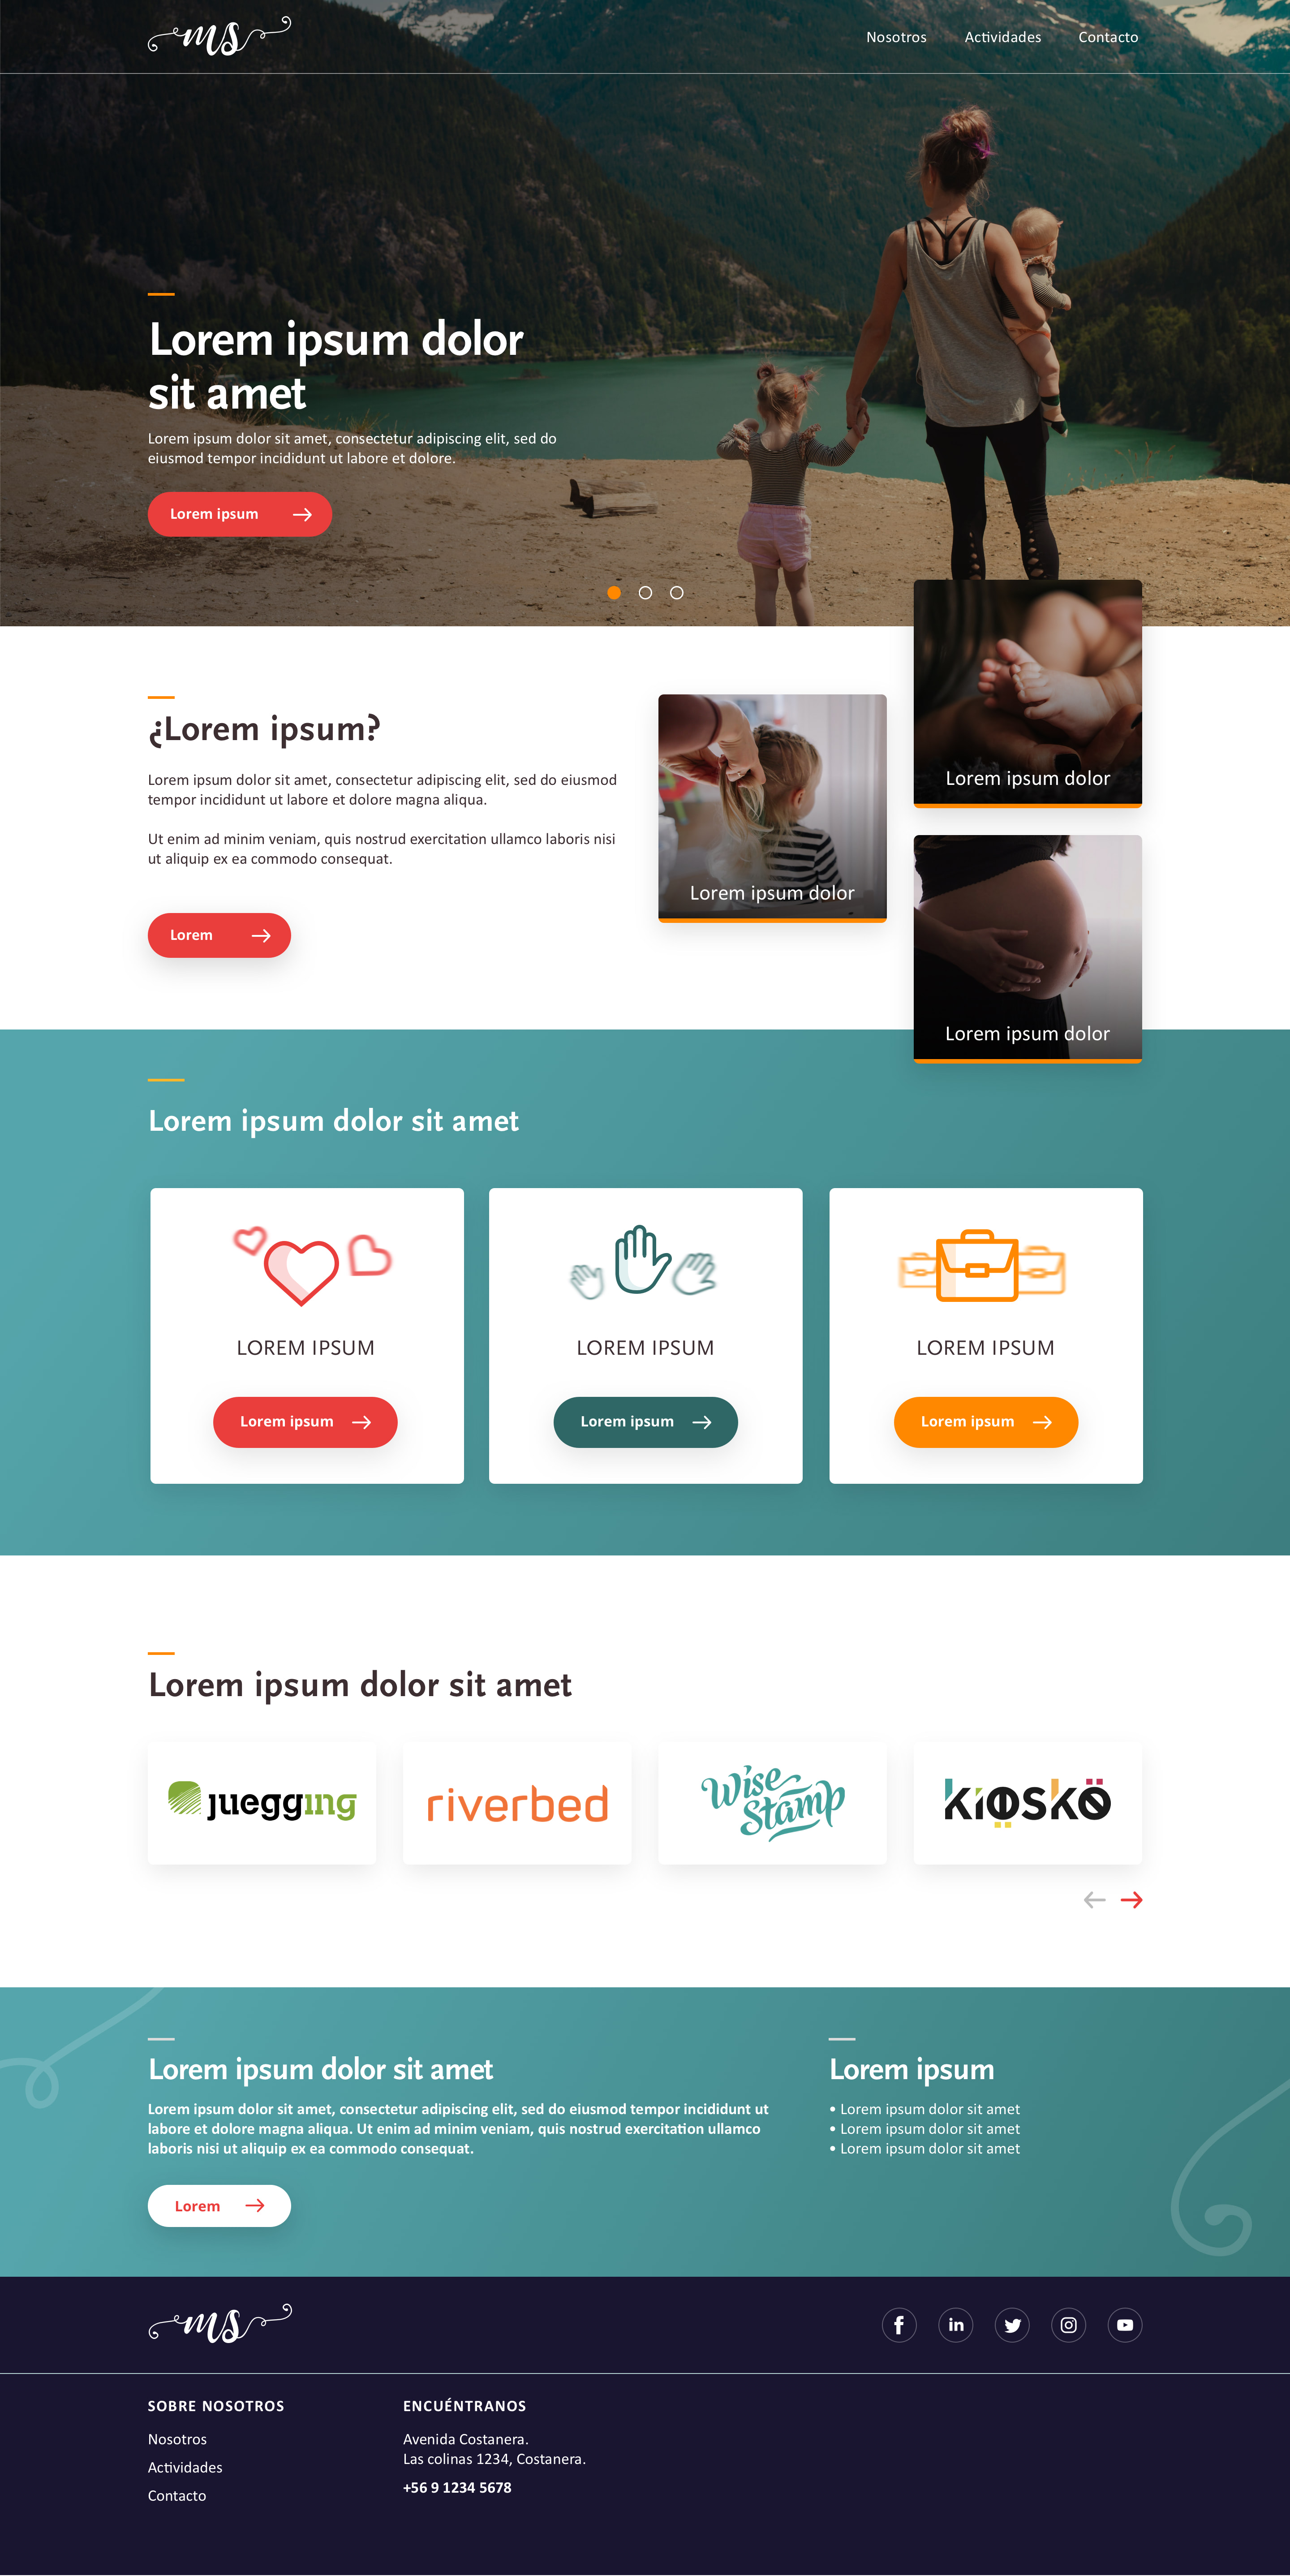 ms
Nosotros Actividades Contacto
Lorem ipsum dolor
sit amet
Lorem ipsum dolor sit amet, consectetur adipiscing elit, sed do
eiusmod tempor incididunt ut labore et dolore.
Lorem ipsum
¿Lorem ipsum?
Lorem ipsum dolor sit amet, consectetur adipiscing elit, sed do eiusmod
tempor incididunt ut labore et dolore magna aliqua.
Ut enim ad minim veniam, quis nostrud exercitation ullamco laboris nisi
ut aliquip ex ea commodo consequat.
Lorem
Lorem ipsum dolor
Lorem ipsum dolor
Lorem ipsum dolor
Lorem ipsum dolor sit amet
LOREM IPSUM
Lorem ipsum
LOREM IPSUM
Lorem ipsum
LOREM IPSUM
Lorem ipsum
Lorem ipsum dolor sit amet
juegging
riverbed
Wise
Stamp
kioskö
Lorem ipsum dolor sit amet
Lorem ipsum dolor sit amet, consectetur adipiscing elit, sed do eiusmod tempor incididunt ut
labore et dolore magna aliqua. Ut enim ad minim veniam, quis nostrud exercitation ullamco
laboris nisi ut aliquip ex ea commodo consequat.
Lorem
Lorem ipsum
• Lorem ipsum dolor sit amet
• Lorem ipsum dolor sit amet
• Lorem ipsum dolor sit amet
ms
f in
SOBRE NOSOTROS
Nosotros
Actividades
Contacto
ENCUÉNTRANOS
Avenida Costanera.
Las colinas 1234, Costanera.
+56 9 1234 5678